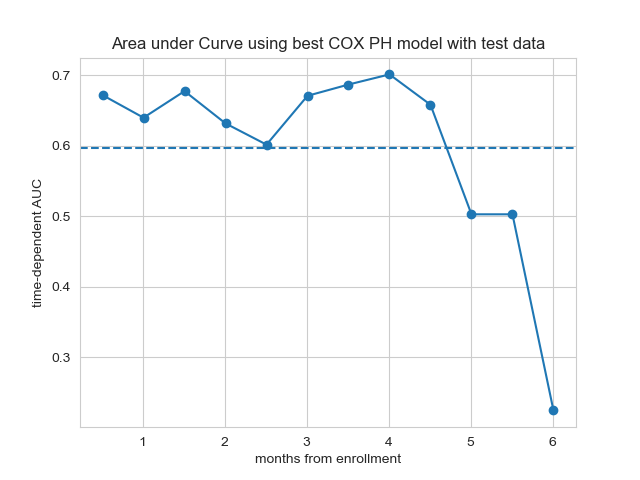 Area under Curve using best COX PH model with test data
time-dependent AUC
0.7
0.6
0.5
0.4
0.3
1 2 3 4 5 6
months from enrollment